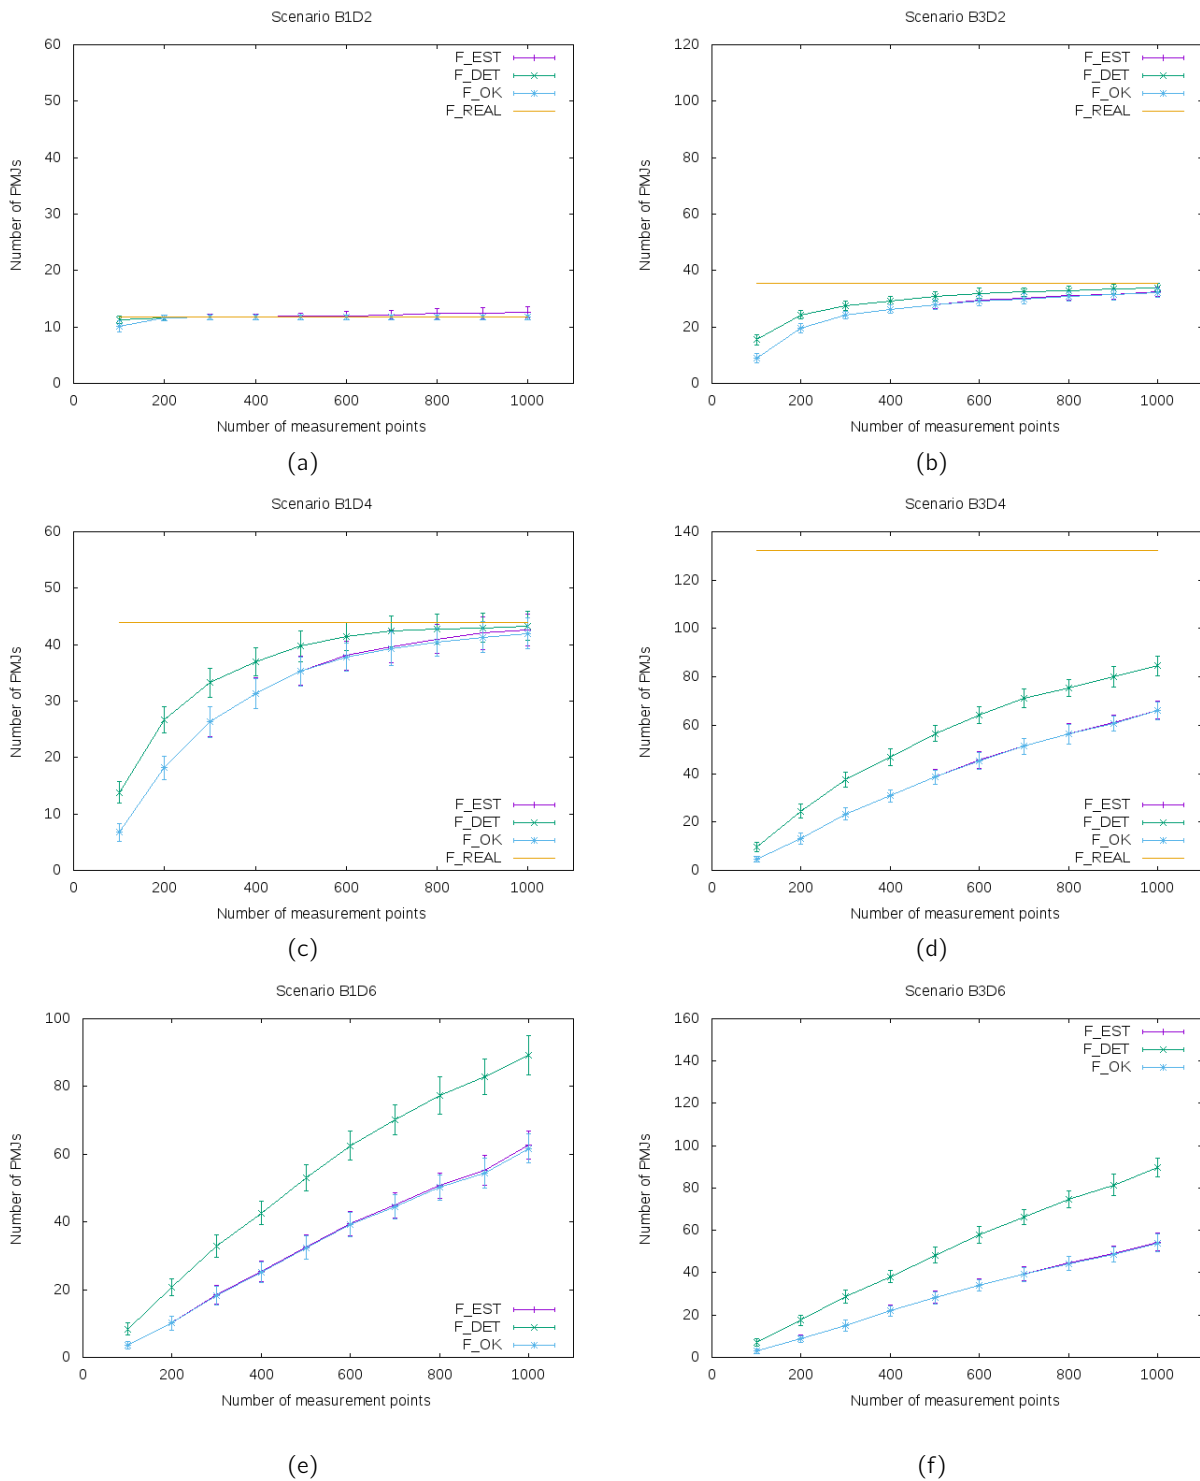 Scenario B1D2
60
50
40
30
20
10
0
0 200 400 600 800 1000
Number of PMJs
Number of measurement points
F_EST
F_DET
F_OK
F_REAL
(a)
Scenario B3D2
120
100
80
60
40
20
0
0 200 400 600 800 1000
Number of PMJs
Number of measurement points
F_EST
F_DET
F_OK
F_REAL
(b)
Scenario B1D4
60
50
40
30
20
10
0
0 200 400 600 800 1000
Number of PMJs
Number of measurement points
F_EST
F_DET
F_OK
F_REAL
(c)
Scenario B3D4
140
120
100
80
60
40
20
0
0 200 400 600 800 1000
Number of PMJs
Number of measurement points
F_EST
F_DET
F_OK
F_REAL
(d)
Scenario B1D6
100
80
60
40
20
0
0 200 400 600 800 1000
Number of PMJs
Number of measurement points
F_EST
F_DET
F_OK
(e)
Scenario B3D6
160
140
120
100
80
60
40
20
0
0 200 400 600 800 1000
Number of PMJs
Number of measurement points
F_EST
F_DET
F_OK
(f)